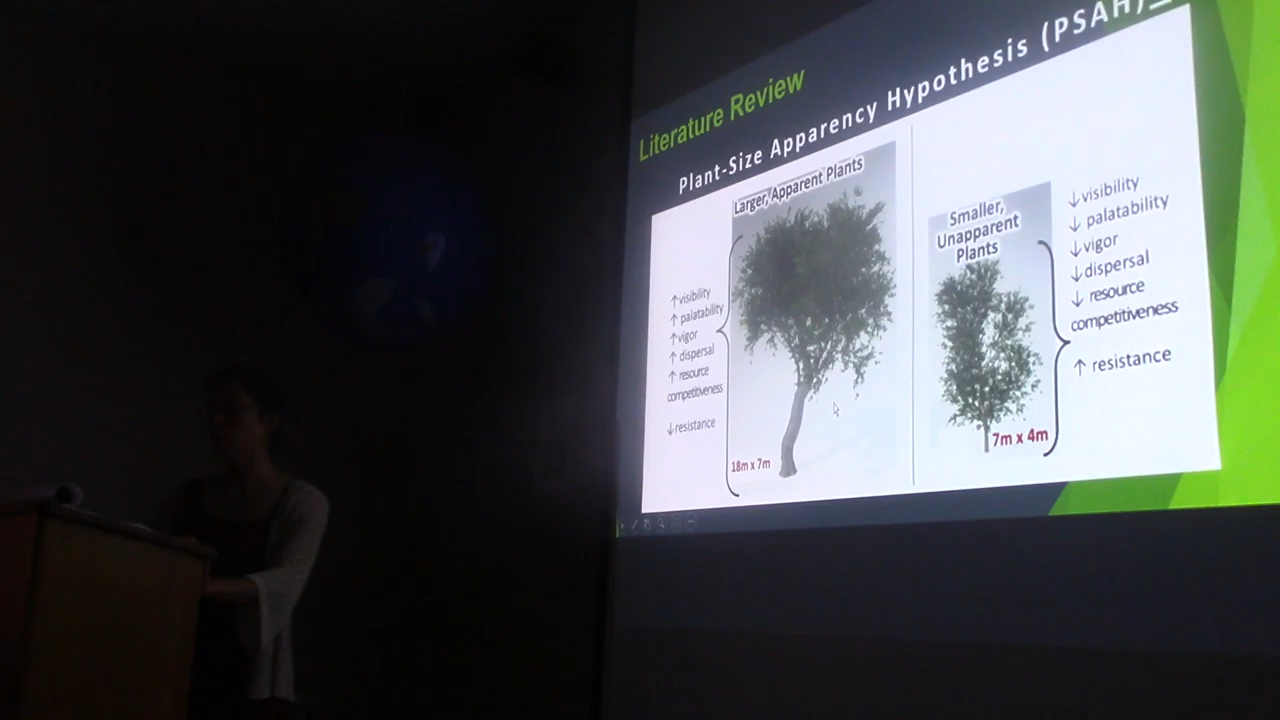 Literature Review
Plant-Size Apparency Hypothesis (PSAH)
Larger, Apparent Plants
↑visibility
↑ palatability
↑vigor
↑ dispersal
↑ resource
competitiveness
↓resistance
18m x 7m
Smaller,
Unapparent
Plants
7m x 4m
↓visibility
↓ palatability
↓vigor
↓dispersal
↓ resource
competitiveness
↑ resistance